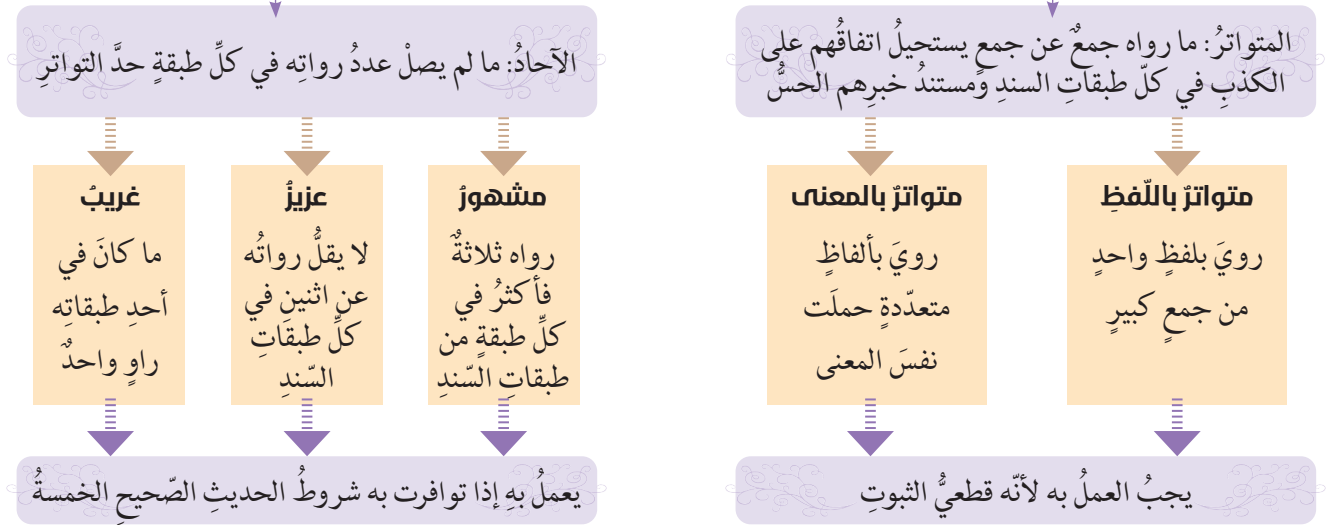 المتواترُ: ما رواه جمعٌ عن جمعٍ يستحيلُ اتفاقُهم على
الكذبِ في كلّ طبقاتِ السندِ ومستندُ خبرِهم الحسُّ
متواترٌ باللّفظِ
رويَ بلفظٍ واحدٍ
من جمعٍ كبيرٍ
متواترٌ بالمعنى
رويَ بألفاظٍ
متعدّدةٍ حملَت
نفسَ المعنى
يجبُ العملُ به لأنّه قطعيُّ الثبوتِ
الآحادُ: ما لم يصلْ عددُ رواتِه في كلِّ طبقةٍ حدَّ التواترِ
مشهورٌ
رواه ثلاثةٌ
فأكثرُ في
كلِّ طبقةٍ من
طبقاتِ السّندِ
عزيزٌ
لا يقلُّ رواتُه
عن اثنينِ في
كلِّ طبقَاتِ
السّندِ
غريبٌ
ما كانَ في
أحدِ طبقاتِه
راوٍ واحدٌ
يعملُ بهِ إذا توافرت به شروطُ الحديثِ الصّحيحِ الخمسةُ